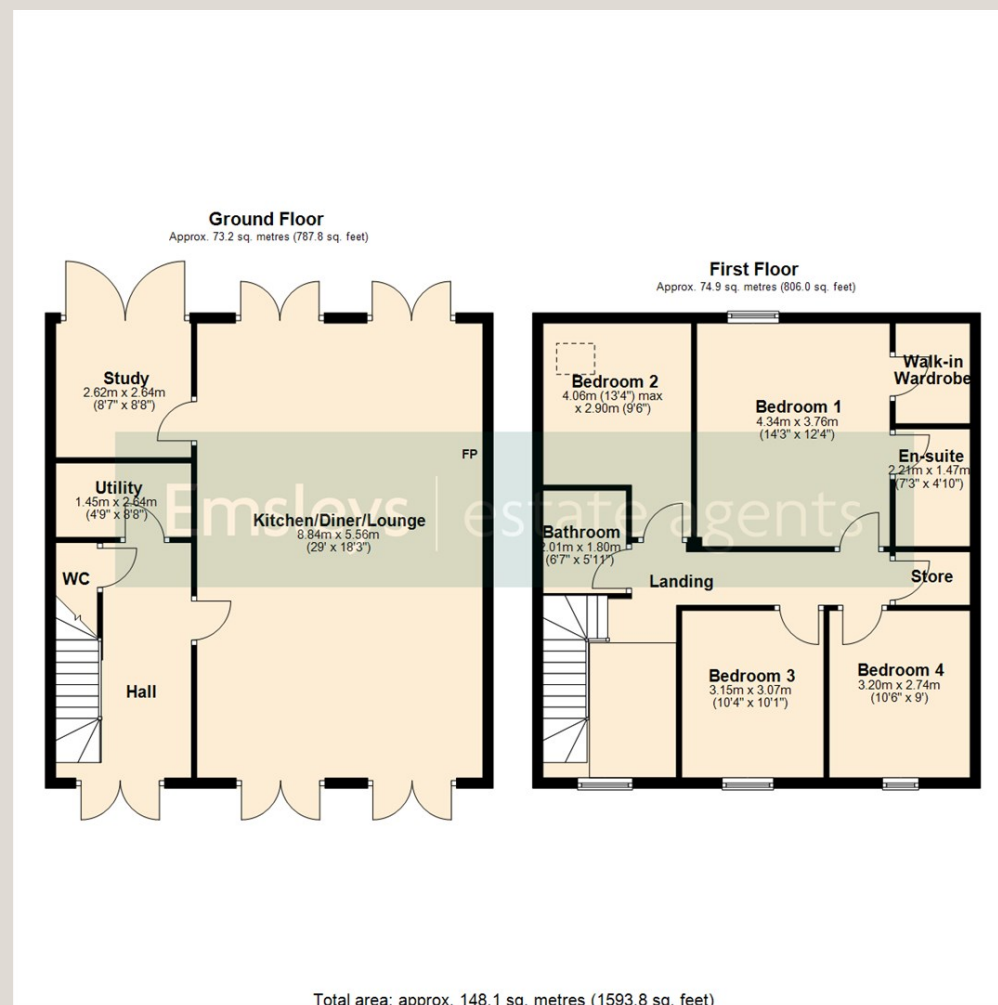 Ground Floor
Approx. 73.2 sq. metres (787.8 sq. feet)
Study
2.62m x 2.64m
(8'7" x 8'8")
Utility
1.45m x 2.64m
(4'9" x 8'8")
WC
Hall
Kitchen/Diner/Lounge
8.84m x 5.56m
(29' x 18'3")
FP
First Floor
Approx. 74.9 sq. metres (806.0 sq. feet)
Bedroom 2
4.06m (13'4") max
x 2.90m (9'6")
Bedroom 1
4.34m x 3.76m
(14'3" x 12'4")
Walk-in
Wardrobe
En-suite
2.21m x 1.47m
(7'3" x 4'10")
Bathroom
2.01m x 1.80m
(6'7" x 5'11")
Landing
Store
Bedroom 3
3.15m x 3.07m
(10'4" x 10'1")
Bedroom 4
3.20m x 2.74m
(10'6" x 9')
Emsleys | estate agents
Total area: approx. 148.1 sq. metres (1593.8 sq. feet)